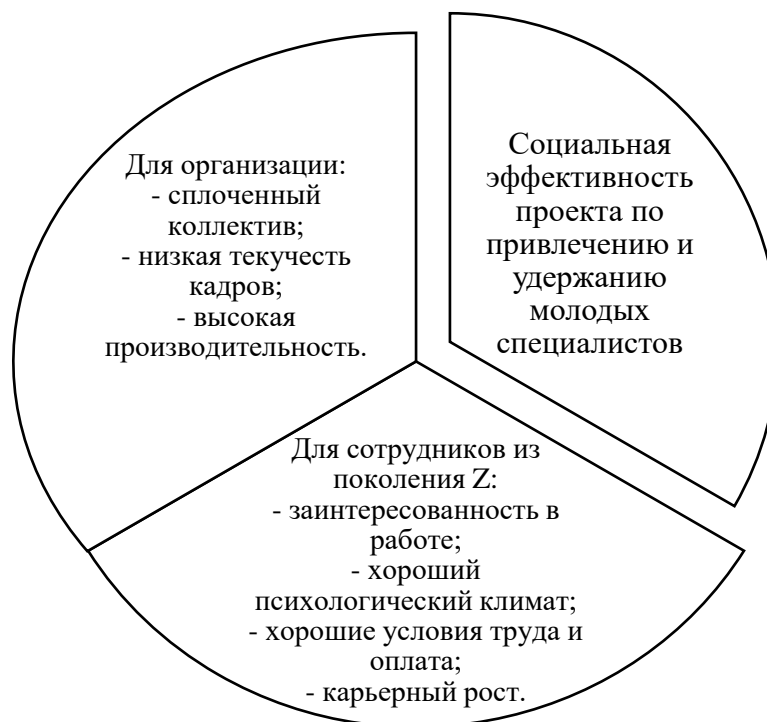 Для организации:
- сплоченный
коллектив;
- низкая текучесть
кадров;
- высокая
производительность.
Социальная
эффективность
проекта по
привлечению и
удержанию
молодых
специалистов
Для сотрудников из
поколения Z:
- заинтересованность в
работе;
- хороший
психологический климат;
- хорошие условия труда и
оплата;
- карьерный рост.